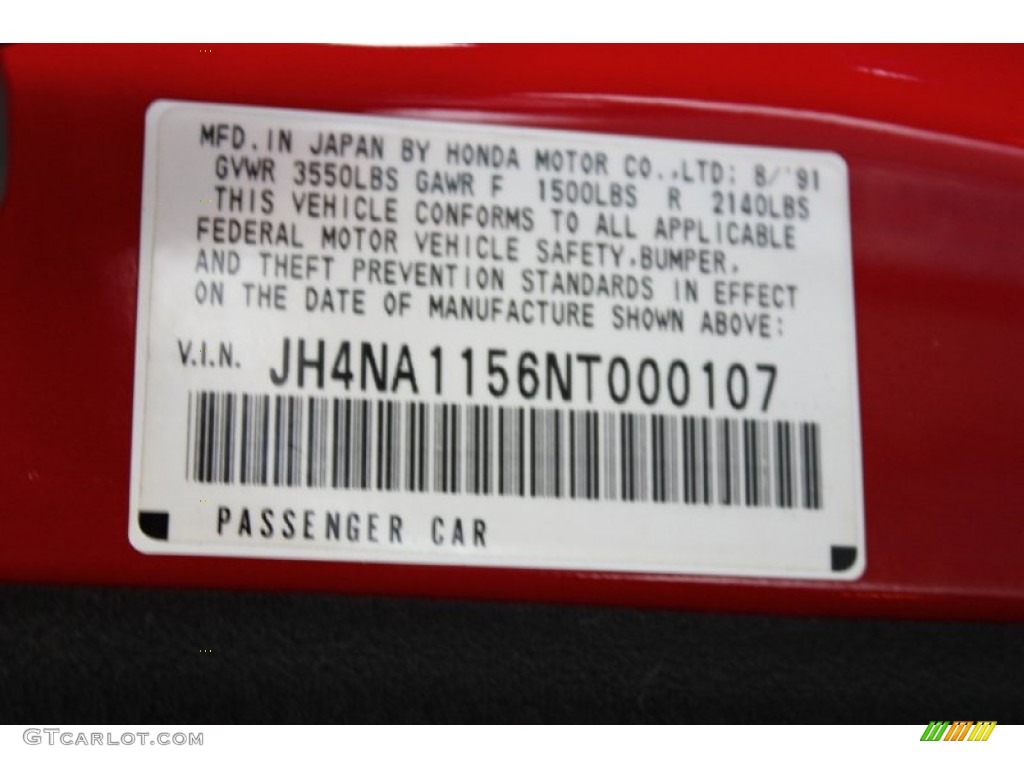 MFD. IN JAPAN BY HONDA MOTOR CO.,LTD: 8/'91
GVWR 3550LBS GAWR F 1500LBS R 2140LBS
THIS VEHICLE CONFORMS TO ALL APPLICABLE
FEDERAL MOTOR VEHICLE SAFETY,BUMPER,
AND THEFT PREVENTION STANDARDS IN EFFECT
ON THE DATE OF MANUFACTURE SHOWN ABOVE:
V.I.N. JH4NA1156NT000107
PASSENGER CAR
GTCARLOT.COM